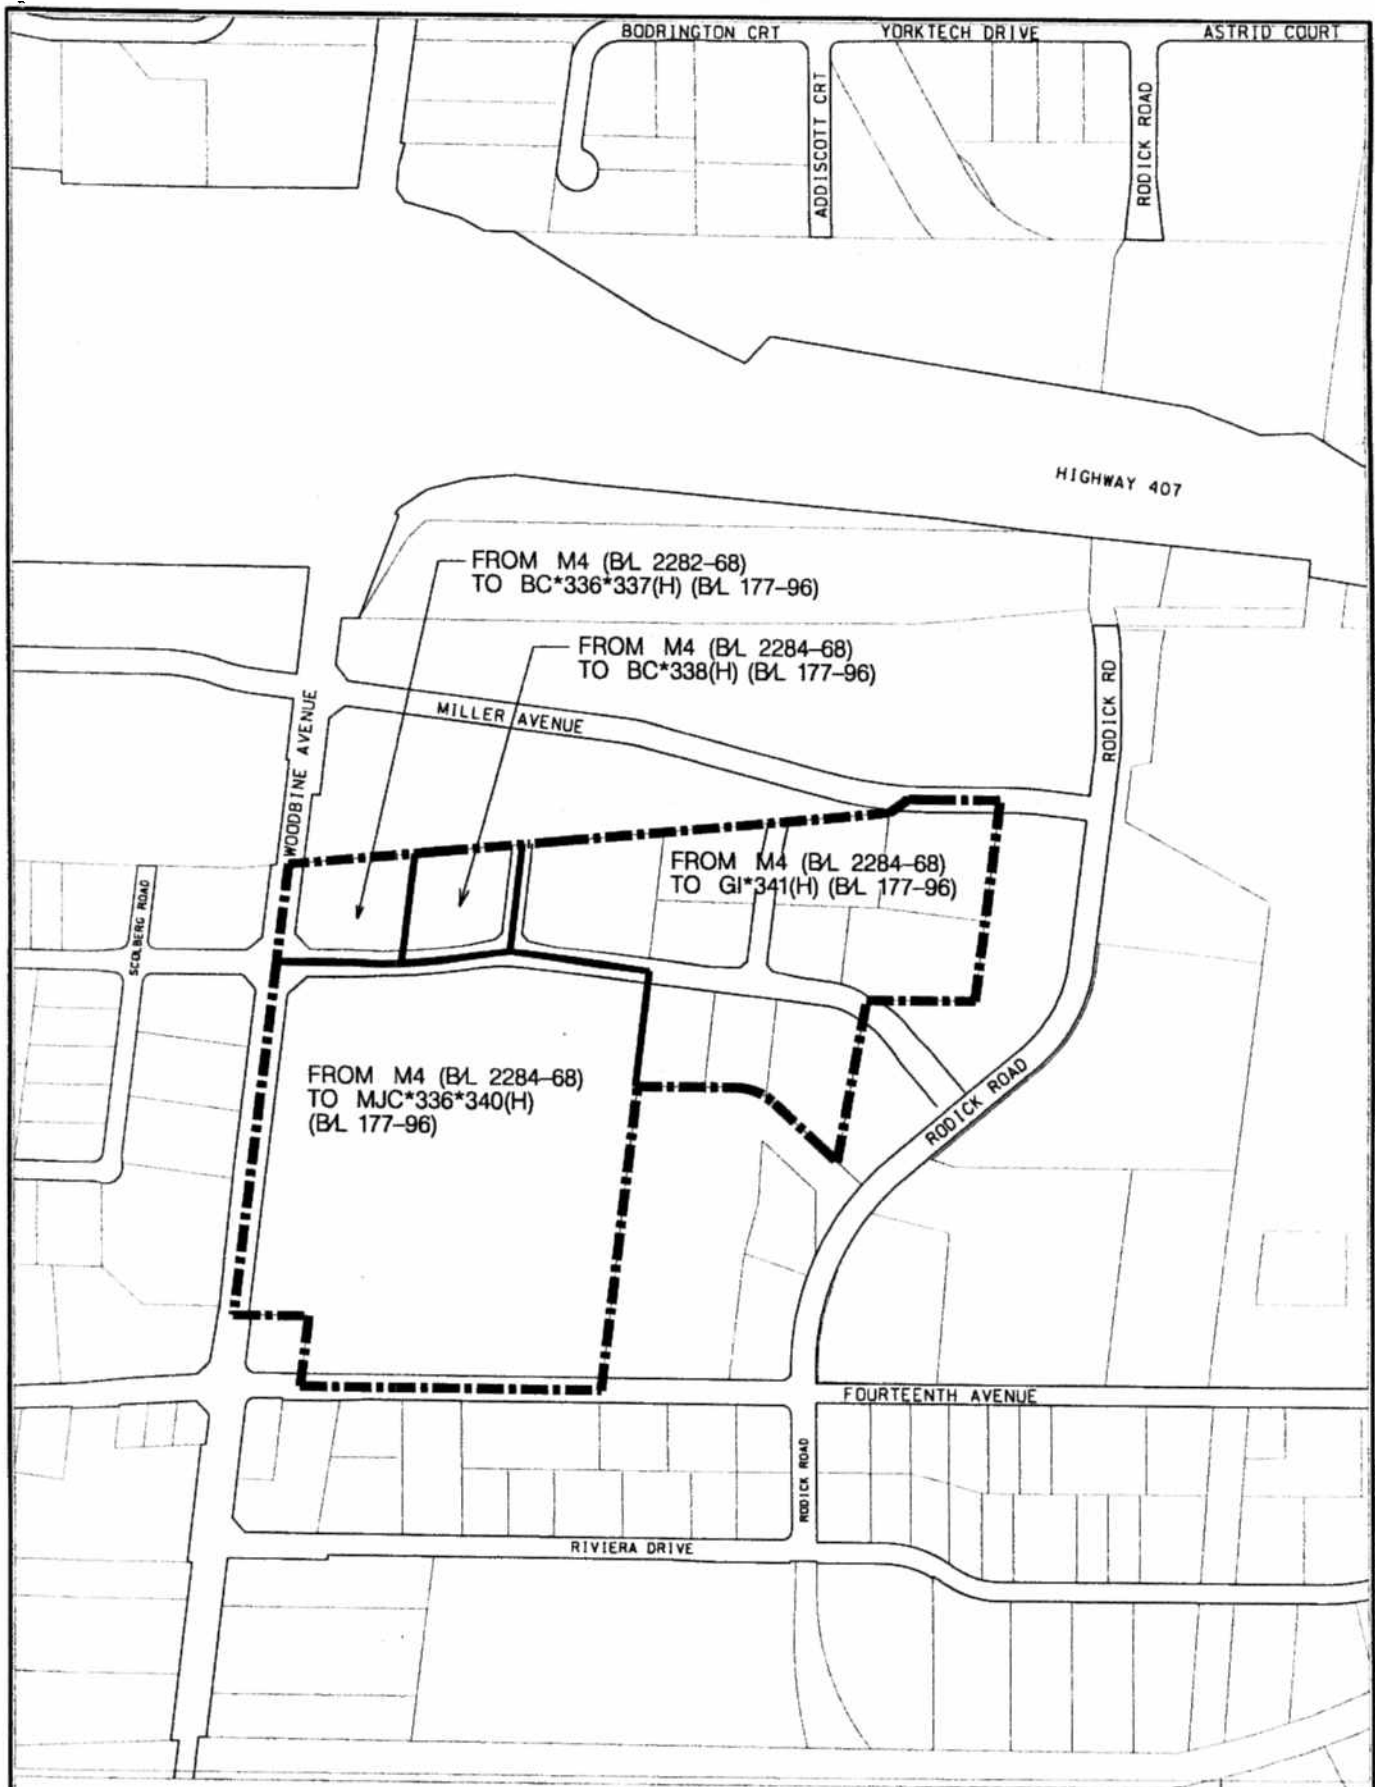 BODRINGTON CRT
YORKTECH DRIVE
ASTRID COURT
ADDISCOTT CRT
RODICK ROAD
HIGHWAY 407
FROM M4 (B/L 2282-68)
TO BC*336*337(H) (B/L 177-96)
FROM M4 (B/L 2284-68)
TO BC*338(H) (B/L 177-96)
MILLER AVENUE
WOODBINE AVENUE
RODICK RD
FROM M4 (B/L 2284-68)
TO GI*341(H) (B/L 177-96)
SCOLBERG ROAD
FROM M4 (B/L 2284-68)
TO MJC*336*340(H)
(B/L 177-96)
RODICK ROAD
FOURTEENTH AVENUE
RODICK ROAD
RIVIERA DRIVE